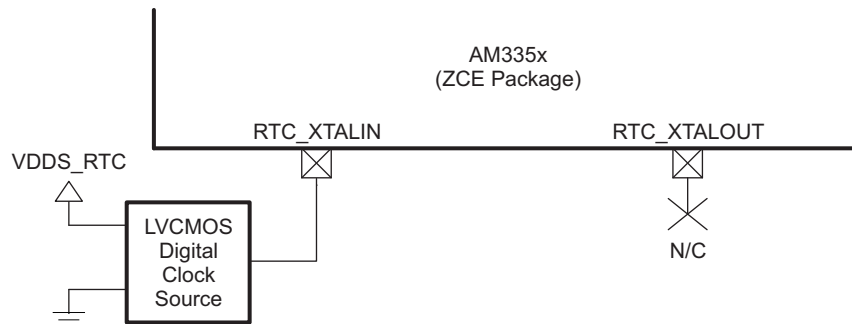 AM335x
(ZCE Package)
RTC_XTALIN
RTC_XTALOUT
VDDS_RTC
LVCMOS
Digital
Clock
Source
N/C